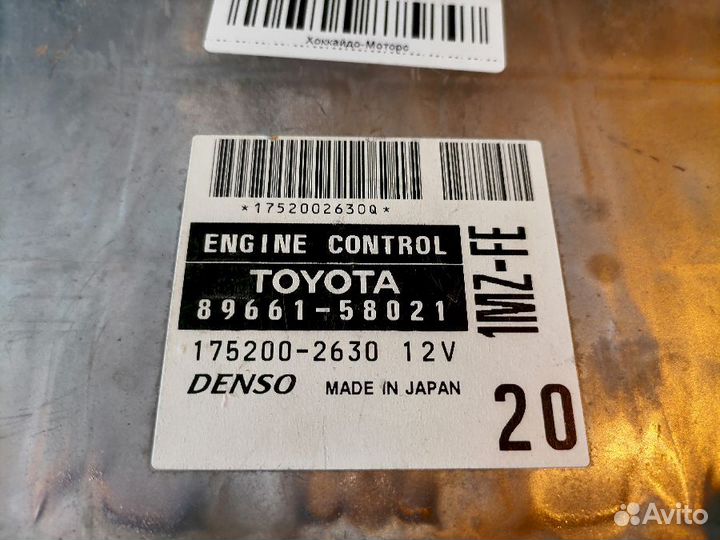 Хоккайдо-Моторс
*1752002630Q*
ENGINE CONTROL
TOYOTA
89661-58021
1MZ-FE
175200-2630 12V
DENSO MADE IN JAPAN
20
Avito